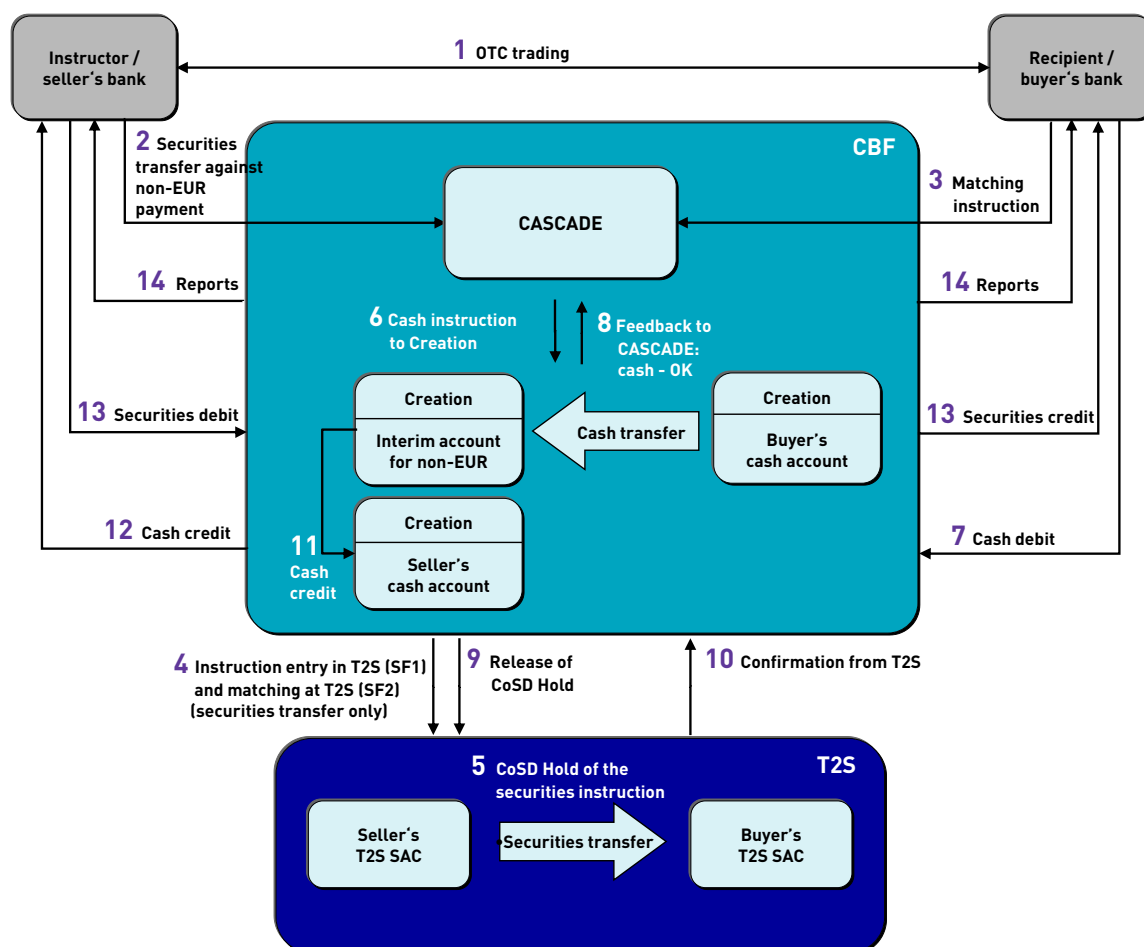 Instructor /
seller‘s bank
1 OTC trading
Recipient /
buyer‘s bank
2 Securities
transfer against
non-EUR
payment
CBF
CASCADE
3 Matching
instruction
14 Reports
14 Reports
6 Cash instruction
to Creation
8 Feedback to
CASCADE:
cash - OK
Creation
Interim account
for non-EUR
Cash transfer
Creation
Buyer’s
cash account
13 Securities debit
13 Securities credit
12 Cash credit
11
Cash
credit
Creation
Seller’s
cash account
7 Cash debit
4 Instruction entry in T2S (SF1)
and matching at T2S (SF2)
(securities transfer only)
9 Release of
CoSD Hold
10 Confirmation from T2S
5 CoSD Hold of the
securities instruction
T2S
Seller‘s
T2S SAC
•Securities transfer
Buyer’s
T2S SAC